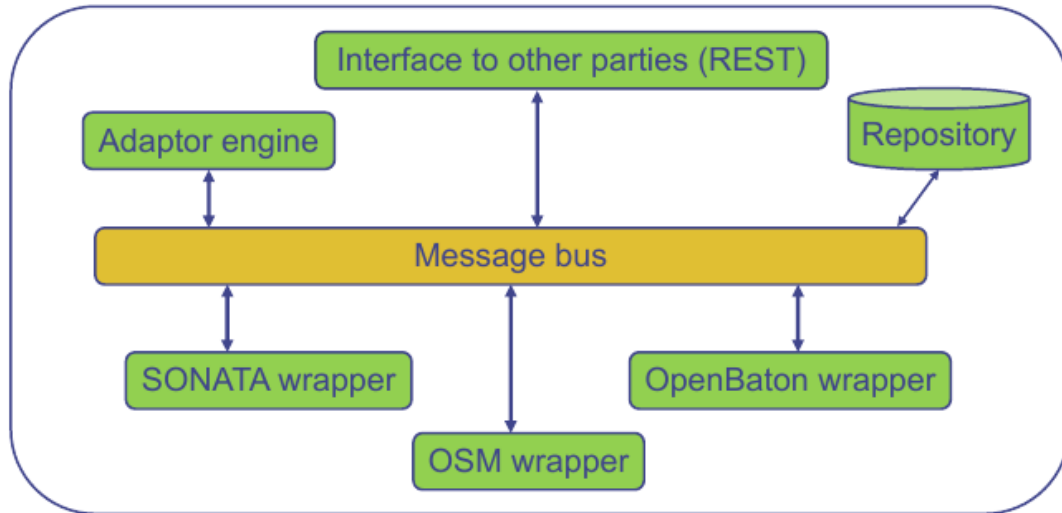 Interface to other parties (REST)
Adaptor engine
Repository
Message bus
SONATA wrapper
OpenBaton wrapper
OSM wrapper